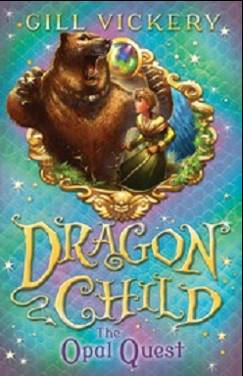 GILL VICKERY
DRAGON
CHILD
The
Opal Quest